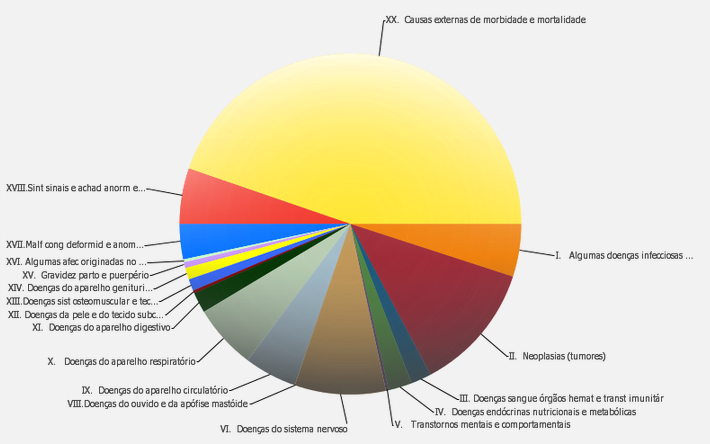 XX. Causas externas de morbidade e mortalidade
XVIII.Sint sinais e achad anorm e...
XVII.Malf cong deformid e anom...
XVI. Algumas afec originadas no ...
XV. Gravidez parto e puerpério
XIV. Doenças do aparelho genituri...
XIII.Doenças sist osteomuscular e tec...
XII. Doenças da pele e do tecido subc...
XI. Doenças do aparelho digestivo
X. Doenças do aparelho respiratório
IX. Doenças do aparelho circulatório
VIII.Doenças do ouvido e da apófise mastóide
VI. Doenças do sistema nervoso
V. Transtornos mentais e comportamentais
IV. Doenças endócrinas nutricionais e metabólicas
III. Doenças sangue órgãos hemat e transt imunitár
II. Neoplasias (tumores)
I. Algumas doenças infecciosas ...